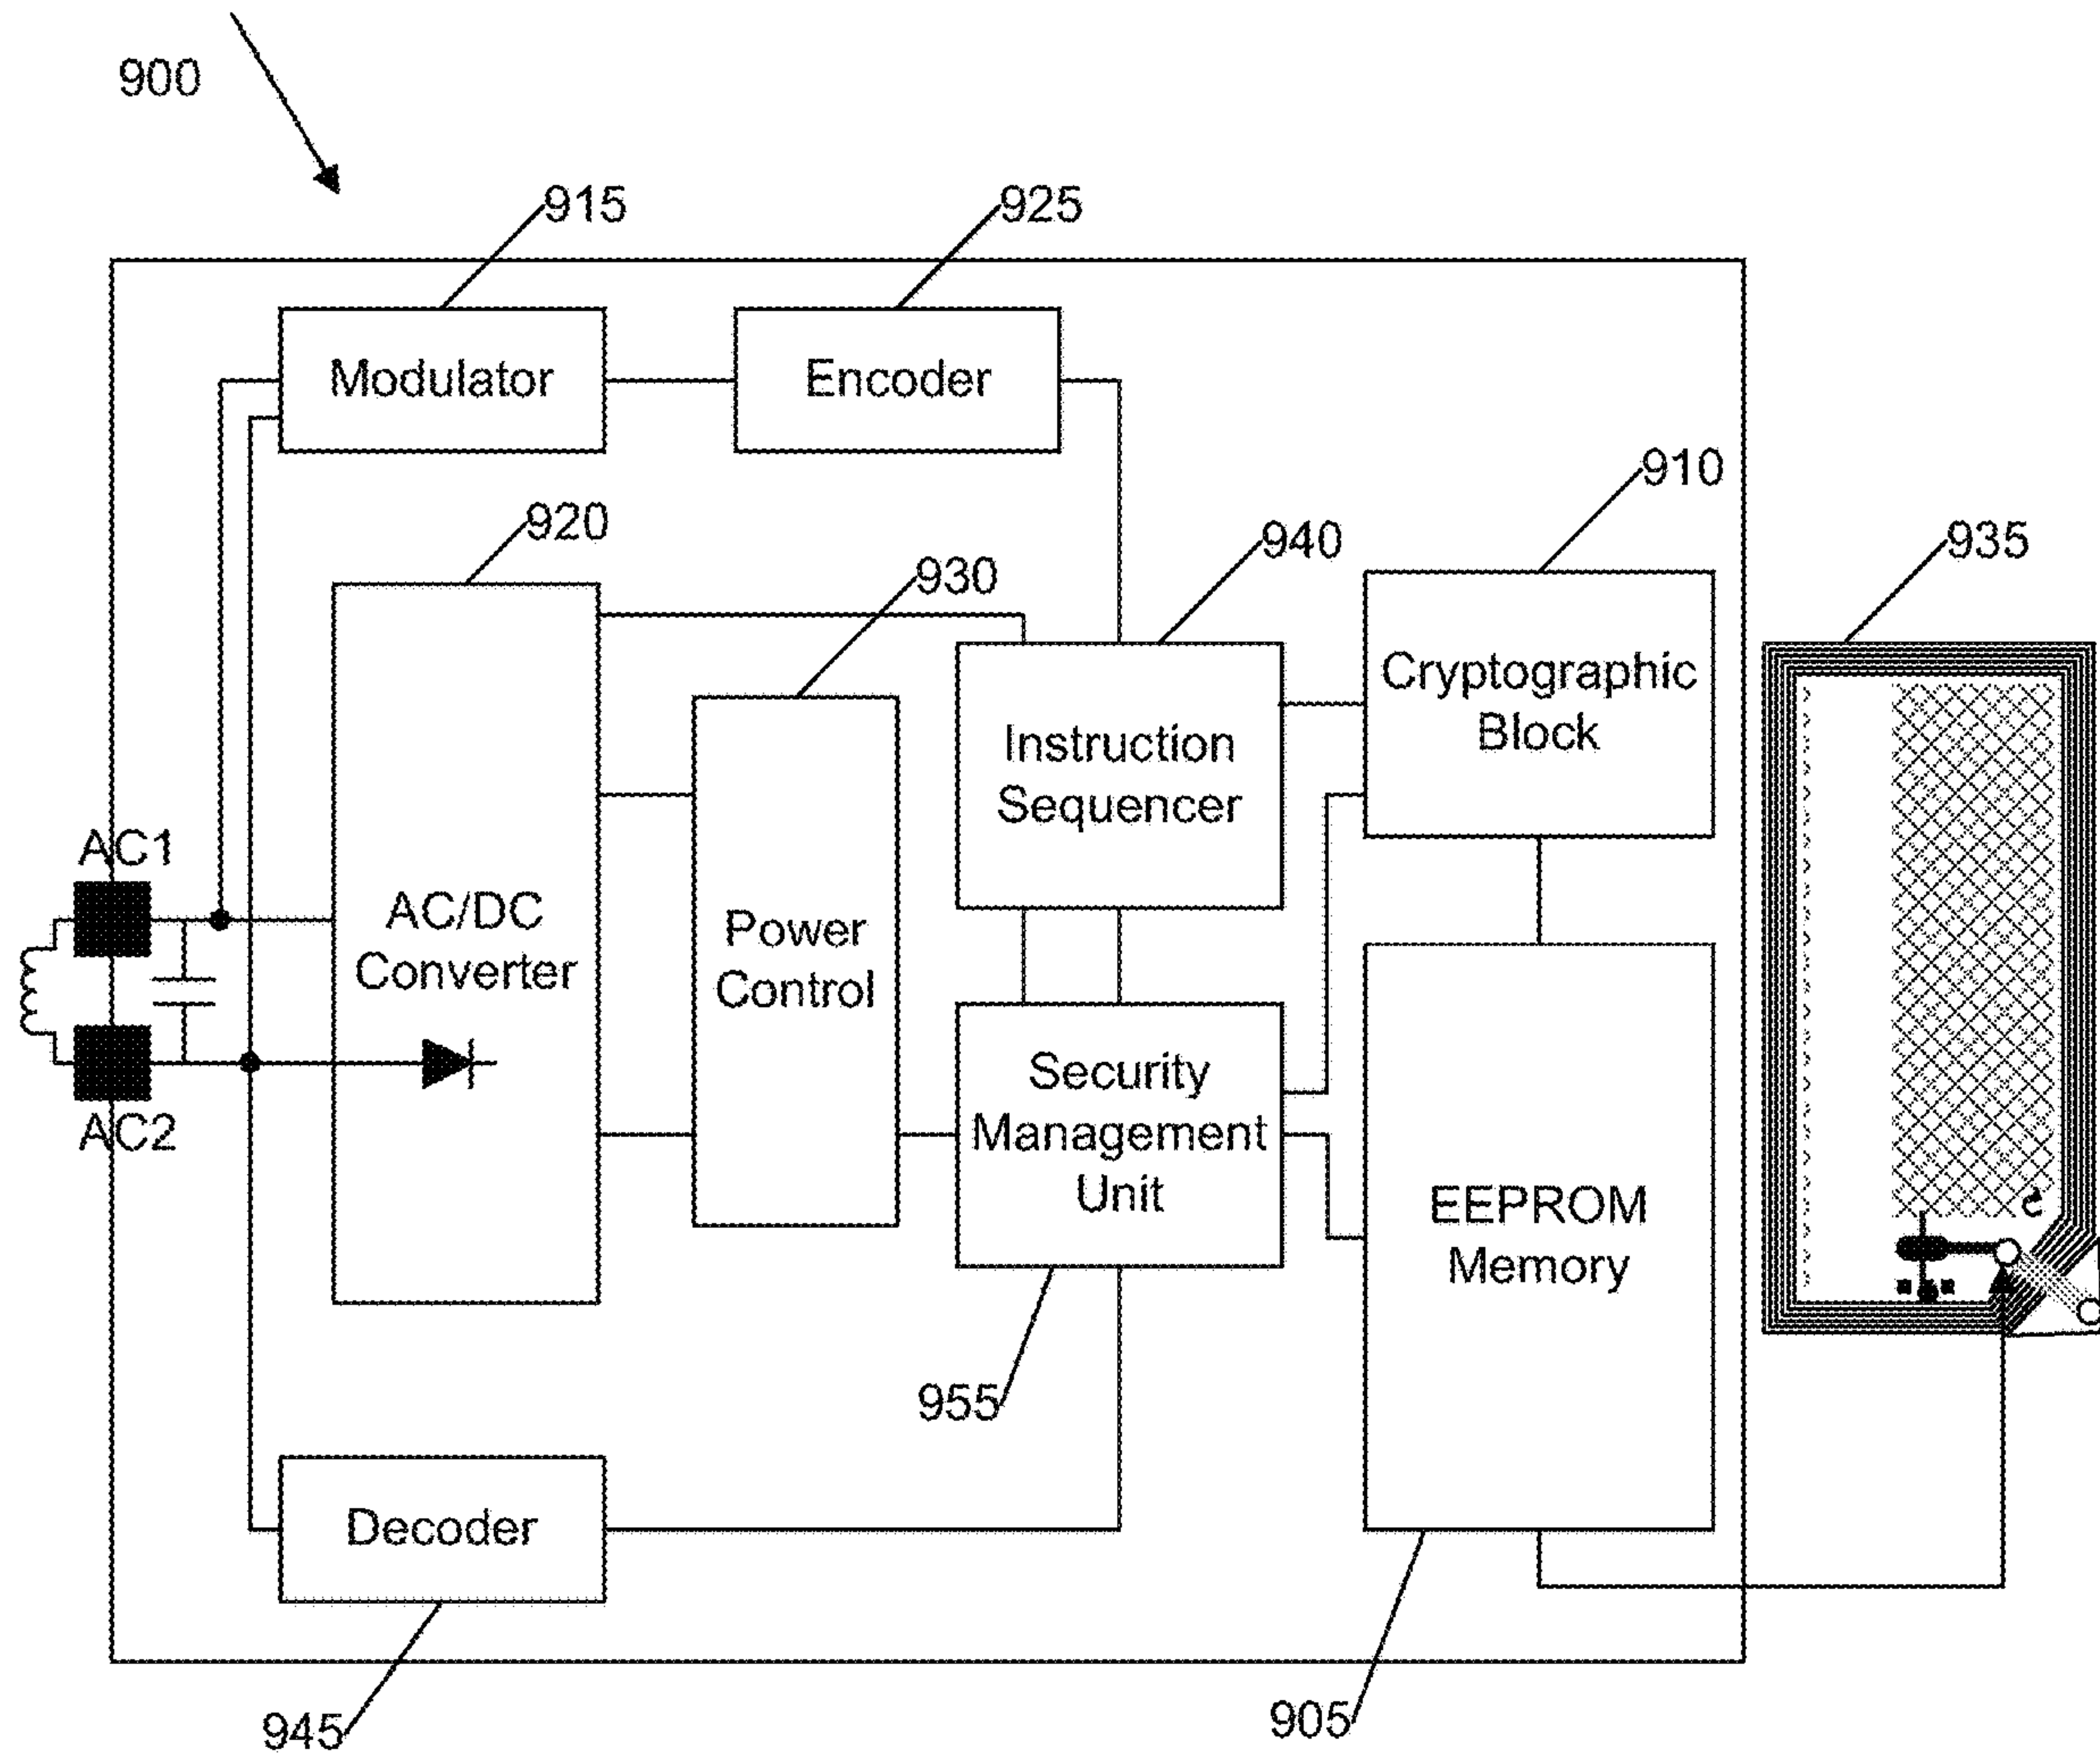 900
915
925
Modulator
Encoder
910
920
940
935
930
Cryptographic
Block
Instruction
Sequencer
AC1
AC/DC
Converter
Power
Control
AC2
Security
Management
Unit
EEPROM
Memory
955
Decoder
945
905